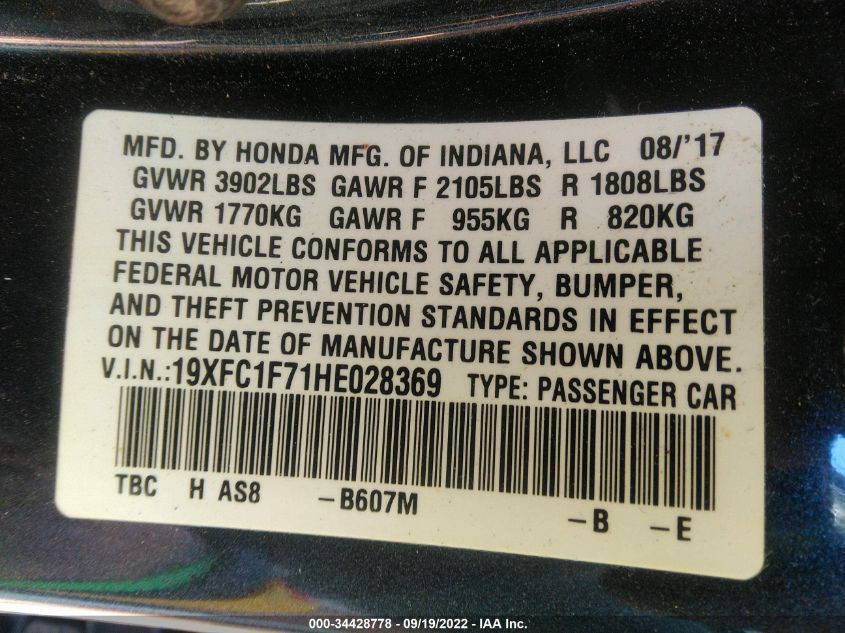 MFD. BY HONDA MFG. OF INDIANA, LLC 08/'17
GVWR 3902LBS GAWR F 2105LBS R 1808LBS
GVWR 1770KG GAWR F 955KG R 820KG
THIS VEHICLE CONFORMS TO ALL APPLICABLE
FEDERAL MOTOR VEHICLE SAFETY, BUMPER,
AND THEFT PREVENTION STANDARDS IN EFFECT
ON THE DATE OF MANUFACTURE SHOWN ABOVE.
V.I.N.:19XFC1F71HE028369 TYPE: PASSENGER CAR
TBC H AS8 -B607M -B -E
000-34428778 - 09/19/2022 - IAA Inc.